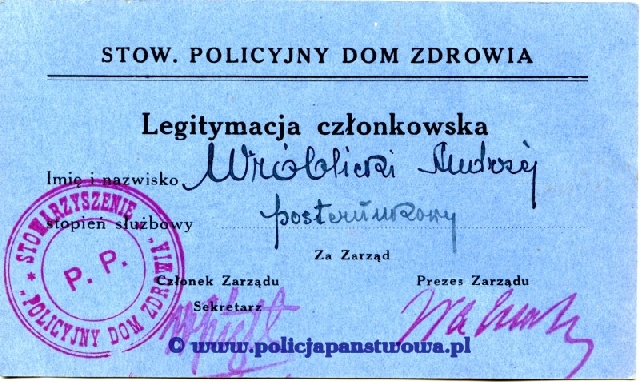 STOW. POLICYJNY DOM ZDROWIA
Legitymacja członkowska
Imię i nazwisko Wróblicki Andrzej
stopień służbowy posterunkowy
Za Zarząd
Członek Zarządu Prezes Zarządu
Sekretarz
* STOWARZYSZENIE * „POLICYJNY DOM ZDROWIA”
P. P.
© www.policjapanstwowa.pl